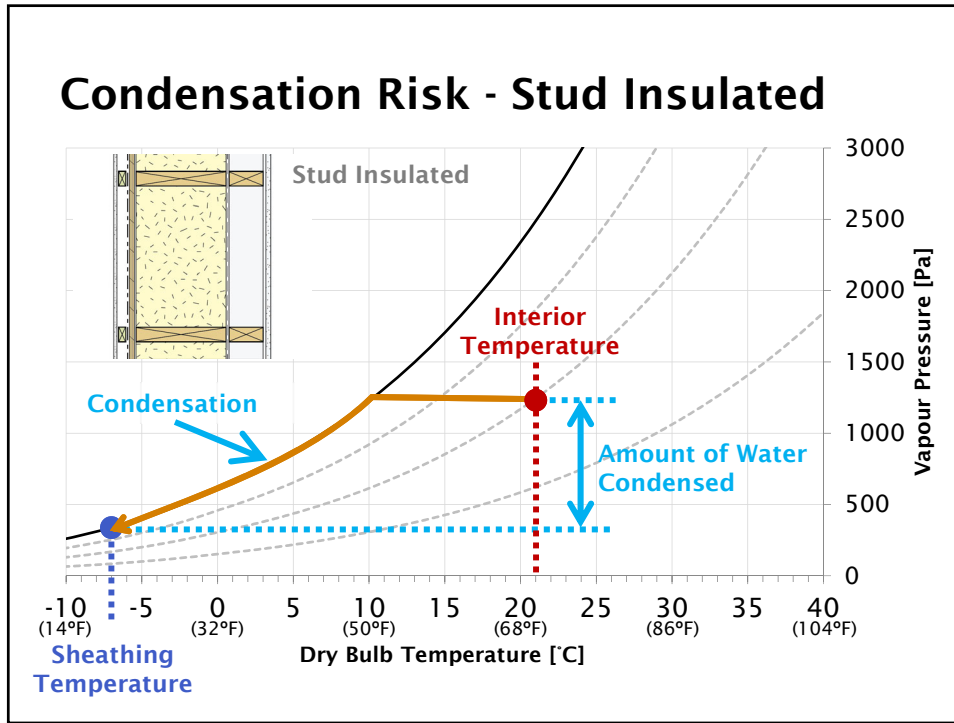 Condensation Risk - Stud Insulated
Stud Insulated
3000
2500
2000
1500
1000
500
0
Vapour Pressure [Pa]
Interior
Temperature
Condensation
Amount of Water
Condensed
-10 -5 0 5 10 15 20 25 30 35 40
(14°F) (32°F) (50°F) (68°F) (86°F) (104°F)
Dry Bulb Temperature [°C]
Sheathing
Temperature